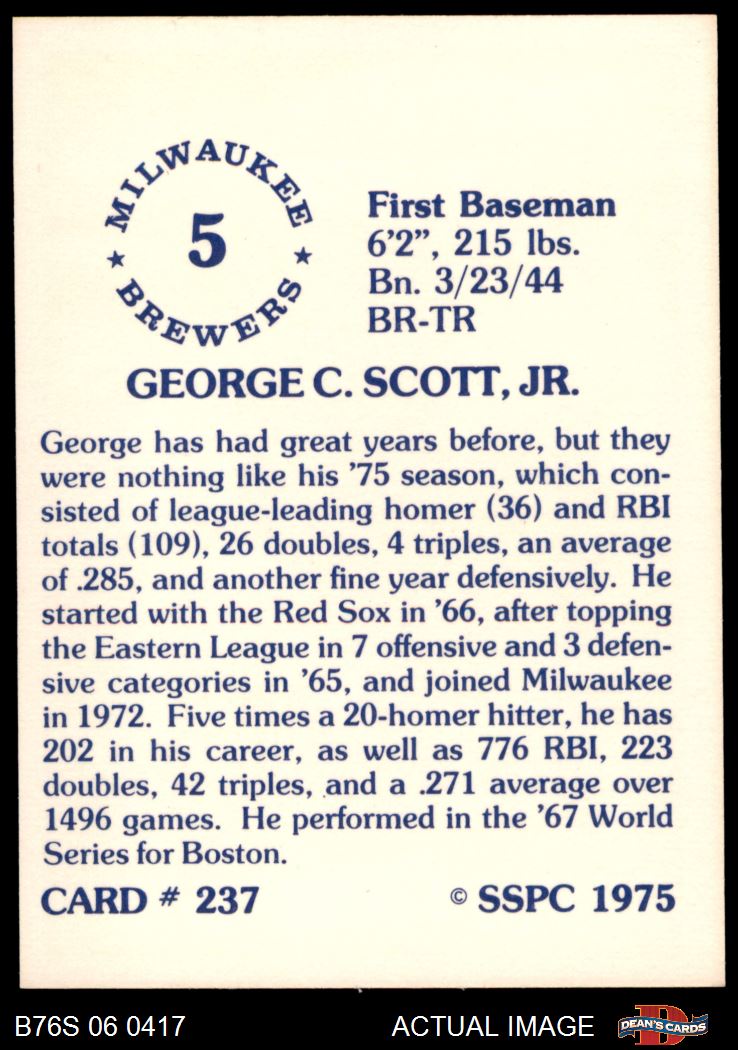 MILWAUKEE
5
BREWERS
First Baseman
6'2", 215 lbs.
Bn. 3/23/44
BR-TR
GEORGE C. SCOTT, JR.
George has had great years before, but they
were nothing like his '75 season, which con-
sisted of league-leading homer (36) and RBI
totals (109), 26 doubles, 4 triples, an average
of .285, and another fine year defensively. He
started with the Red Sox in '66, after topping
the Eastern League in 7 offensive and 3 defen-
sive categories in '65, and joined Milwaukee
in 1972. Five times a 20-homer hitter, he has
202 in his career, as well as 776 RBI, 223
doubles, 42 triples, and a .271 average over
1496 games. He performed in the '67 World
Series for Boston.
CARD # 237
© SSPC 1975
B76S 06 0417
ACTUAL IMAGE
D
DEAN'S CARDS